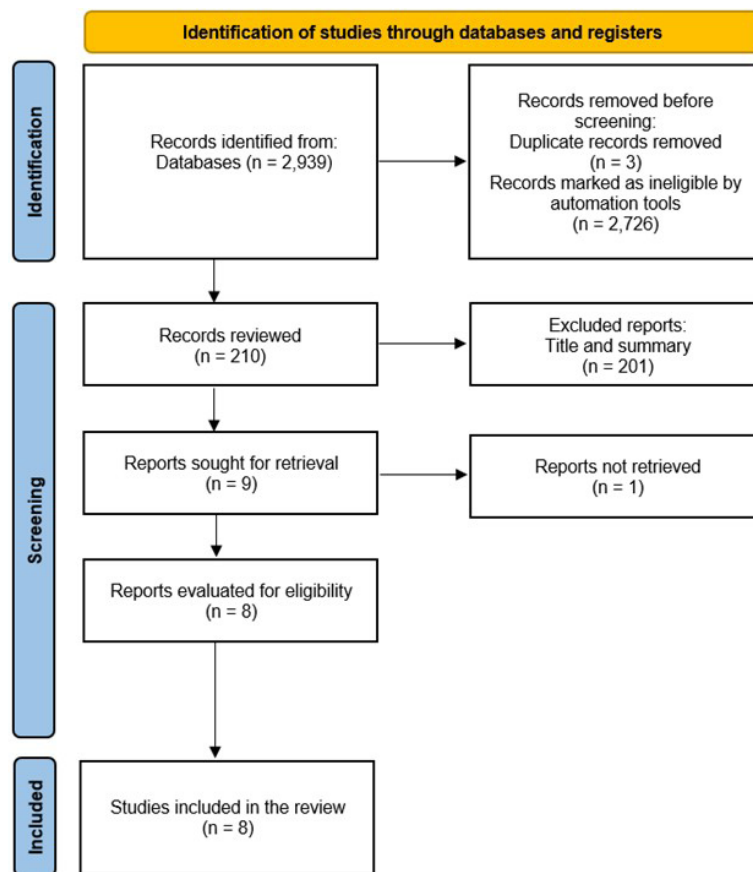 Identification of studies through databases and registers
Identification
Records identified from:
Databases (n = 2,939)
Records removed before
screening:
Duplicate records removed
(n = 3)
Records marked as ineligible by
automation tools
(n = 2,726)
Screening
Records reviewed
(n = 210)
Excluded reports:
Title and summary
(n = 201)
Reports sought for retrieval
(n = 9)
Reports not retrieved
(n = 1)
Reports evaluated for eligibility
(n = 8)
Included
Studies included in the review
(n = 8)